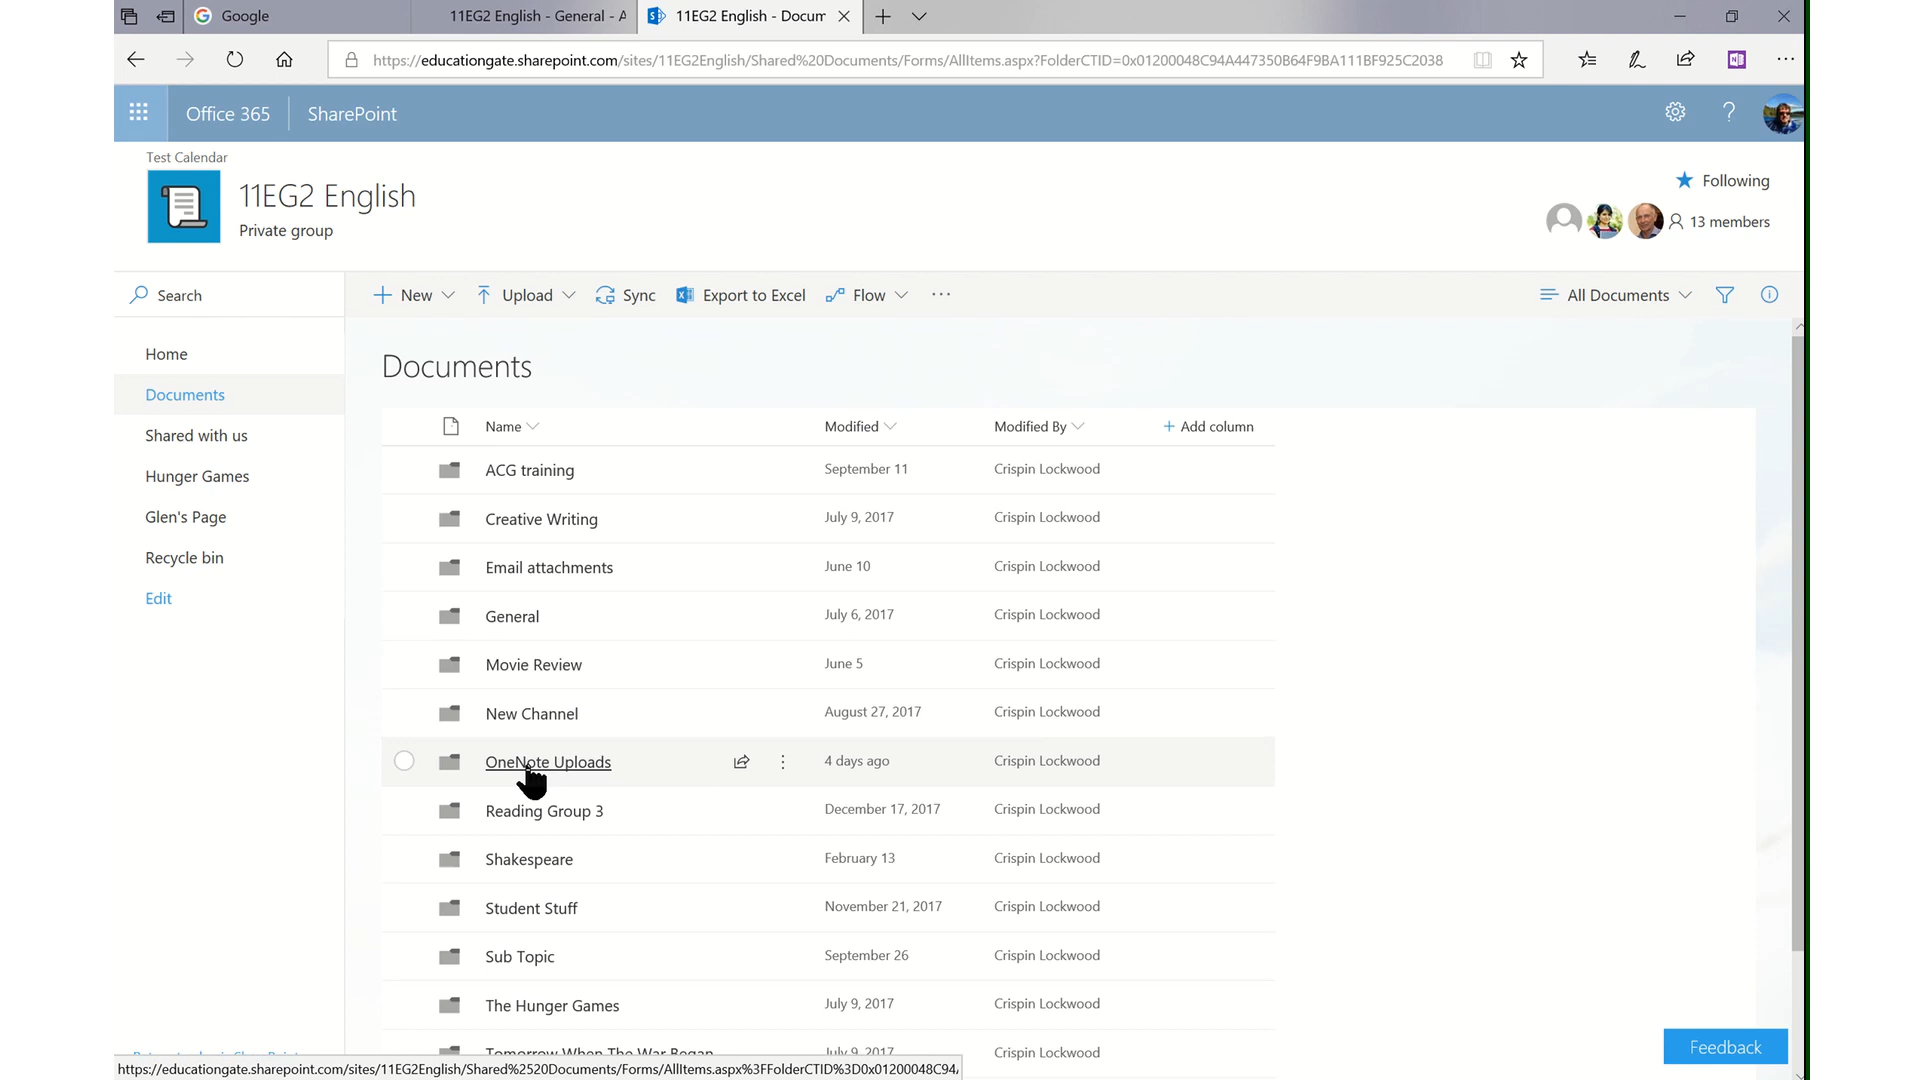 Google
11EG2 English - General - A
11EG2 English - Docum
https://educationgate.sharepoint.com/sites/11EG2English/Shared%20Documents/Forms/AllItems.aspx?FolderCTID=0x01200048C94A447350B64F9BA111BF925C2038
Office 365
SharePoint
?
Test Calendar
11EG2 English
Private group
Following
13 members
Search
New
Upload
Sync
Export to Excel
Flow
All Documents
Home
Documents
Shared with us
Hunger Games
Glen's Page
Recycle bin
Edit
Documents
Name Modified Modified By + Add column
ACG training September 11 Crispin Lockwood
Creative Writing July 9, 2017 Crispin Lockwood
Email attachments June 10 Crispin Lockwood
General July 6, 2017 Crispin Lockwood
Movie Review June 5 Crispin Lockwood
New Channel August 27, 2017 Crispin Lockwood
OneNote Uploads 4 days ago Crispin Lockwood
Reading Group 3 December 17, 2017 Crispin Lockwood
Shakespeare February 13 Crispin Lockwood
Student Stuff November 21, 2017 Crispin Lockwood
Sub Topic September 26 Crispin Lockwood
The Hunger Games July 9, 2017 Crispin Lockwood
Tomorrow When The War Began July 9, 2017 Crispin Lockwood
Feedback
https://educationgate.sharepoint.com/sites/11EG2English/Shared%2520Documents/Forms/AllItems.aspx%3FFolderCTID%3D0x01200048C94